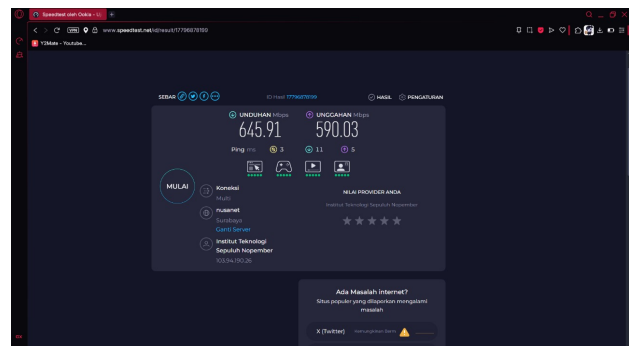 Speedtest oleh Ookla - U
VPN
www.speedtest.net/id/result/17796878199
Y2Mate - Youtube...
SEBAR
ID Hasil 17796878199
HASIL
PENGATURAN
UNDUHAN Mbps
UNGGAHAN Mbps
645.91
590.03
Ping ms 3 11 5
MULAI
Koneksi
Multi
nusanet
Surabaya
Ganti Server
Institut Teknologi
Sepuluh Nopember
103.94.190.26
NILAI PROVIDER ANDA
Institut Teknologi Sepuluh Nopember
Ada Masalah internet?
Situs populer yang dilaporkan mengalami
masalah
X (Twitter)